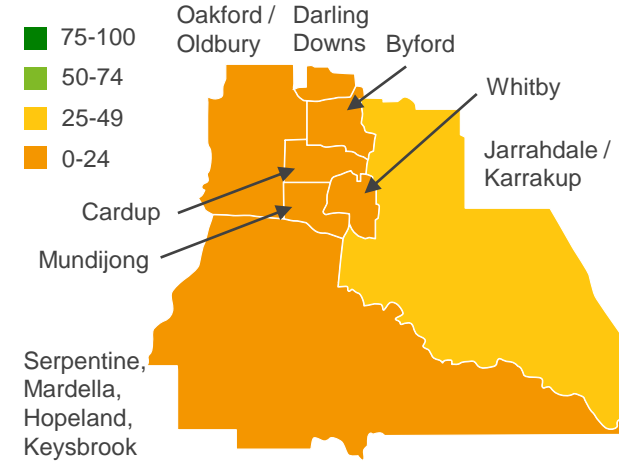 75-100
50-74
25-49
0-24
Oakford /
Oldbury
Darling
Downs
Byford
Whitby
Jarrahdale /
Karrakup
Cardup
Mundijong
Serpentine,
Mardella,
Hopeland,
Keysbrook